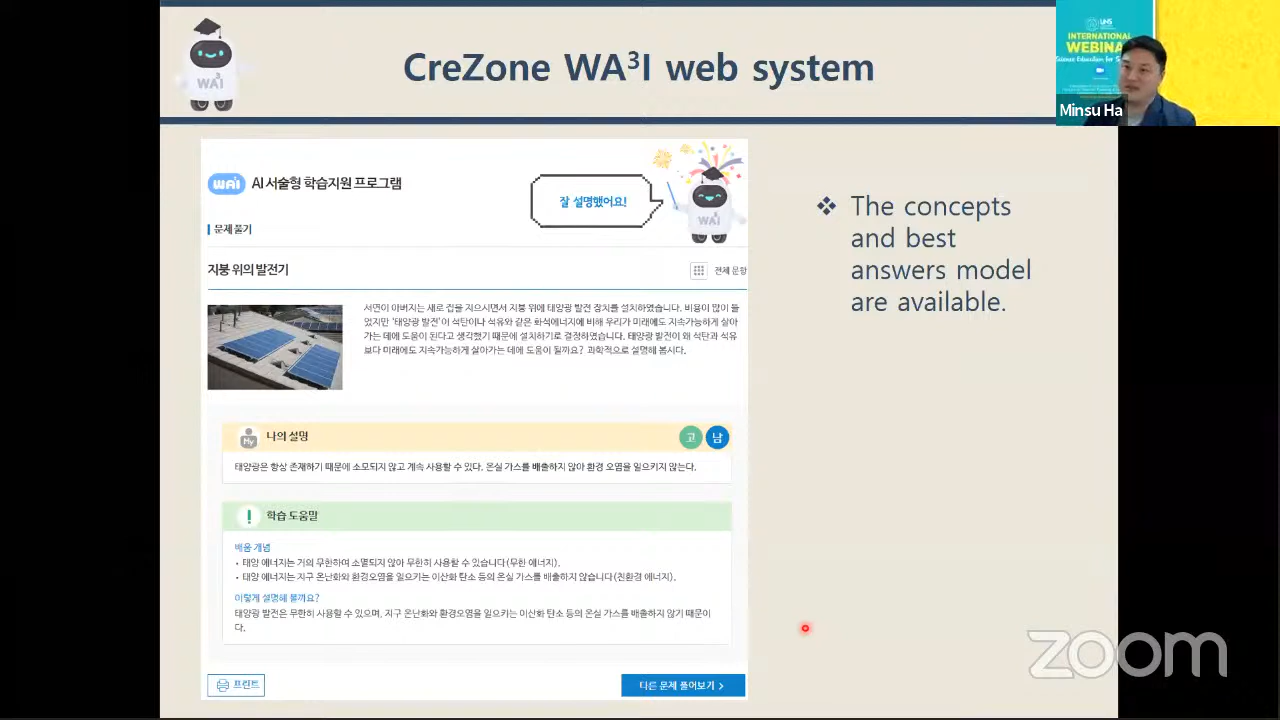 CreZone WA³I web system
WA³I
UNS
INTERNATIONAL
WEBINA
Science Education for S
Minsu Ha
WA³I AI 서술형 학습지원 프로그램
잘 설명했어요!
WA³I
문제 풀기
지붕 위의 발전기
전체 문항
서연이 아버지는 새로 집을 지으시면서 지붕 위에 태양광 발전 장치를 설치하였습니다. 비용이 많이 들
었지만 '태양광 발전'이 석탄이나 석유와 같은 화석에너지에 비해 우리가 미래에도 지속가능하게 살아
가는 데에 도움이 된다고 생각했기 때문에 설치하기로 결정하였습니다. 태양광 발전이 왜 석탄과 석유
보다 미래에도 지속가능하게 살아가는 데에 도움이 될까요? 과학적으로 설명해 봅시다.
My 나의 설명
고 남
태양광은 항상 존재하기 때문에 소모되지 않고 계속 사용할 수 있다. 온실 가스를 배출하지 않아 환경 오염을 일으키지 않는다.
! 학습 도움말
배움 개념
• 태양 에너지는 거의 무한하여 소멸되지 않아 무한히 사용할 수 있습니다(무한 에너지).
• 태양 에너지는 지구 온난화와 환경오염을 일으키는 이산화 탄소 등의 온실 가스를 배출하지 않습니다(친환경 에너지).
이렇게 설명해 볼까요?
태양광 발전은 무한히 사용할 수 있으며, 지구 온난화와 환경오염을 일으키는 이산화 탄소 등의 온실 가스를 배출하지 않기 때문이
다.
프린트
다른 문제 풀어보기 >
❖ The concepts
and best
answers model
are available.
zoom